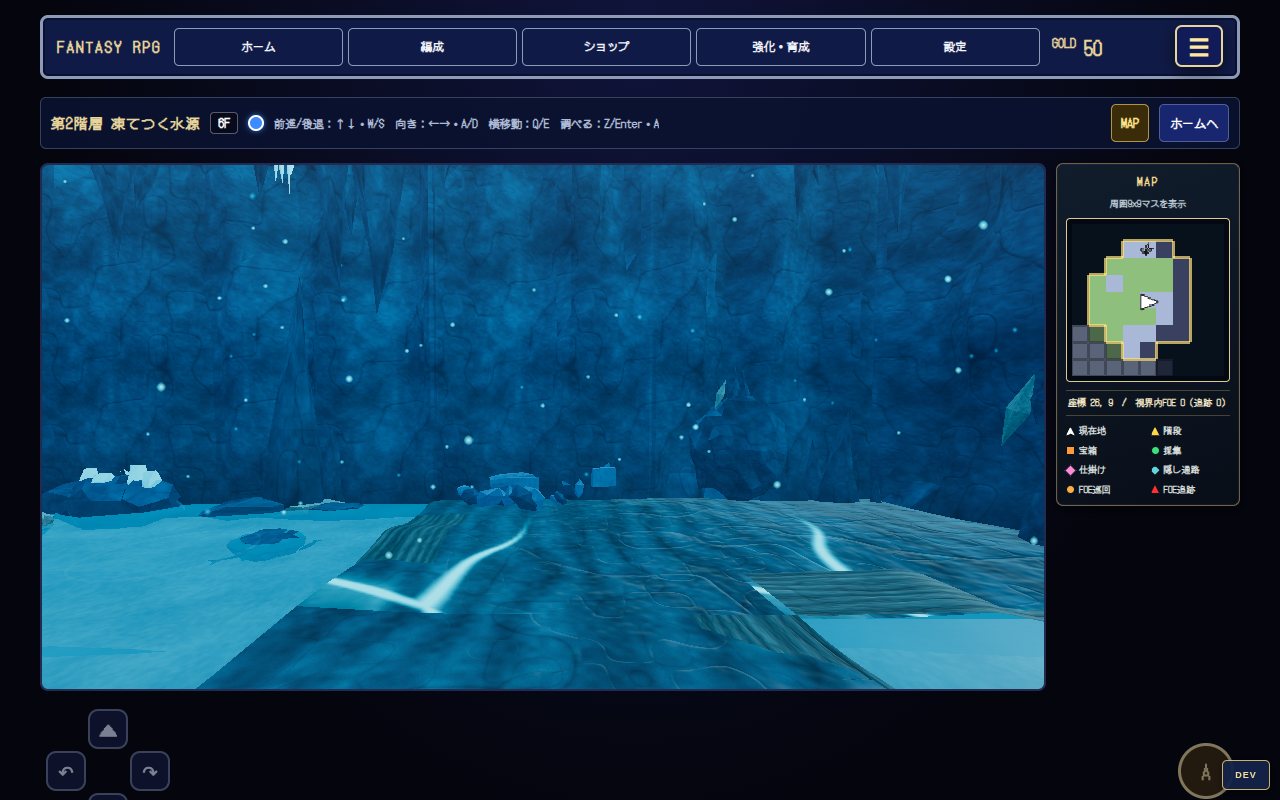 FANTASY RPG
ホーム
編成
ショップ
強化・育成
設定
GOLD 50
第2階層 凍てつく水源
6F
前進/後退：↑↓・W/S 向き：←→・A/D 横移動：Q/E 調べる：Z/Enter・A
MAP
ホームへ
MAP
周囲9x9マスを表示
座標 26, 9 / 視界内FOE 0 (追跡 0)
現在地
階段
宝箱
採集
仕掛け
隠し通路
FOE巡回
FOE追跡
A
DEV